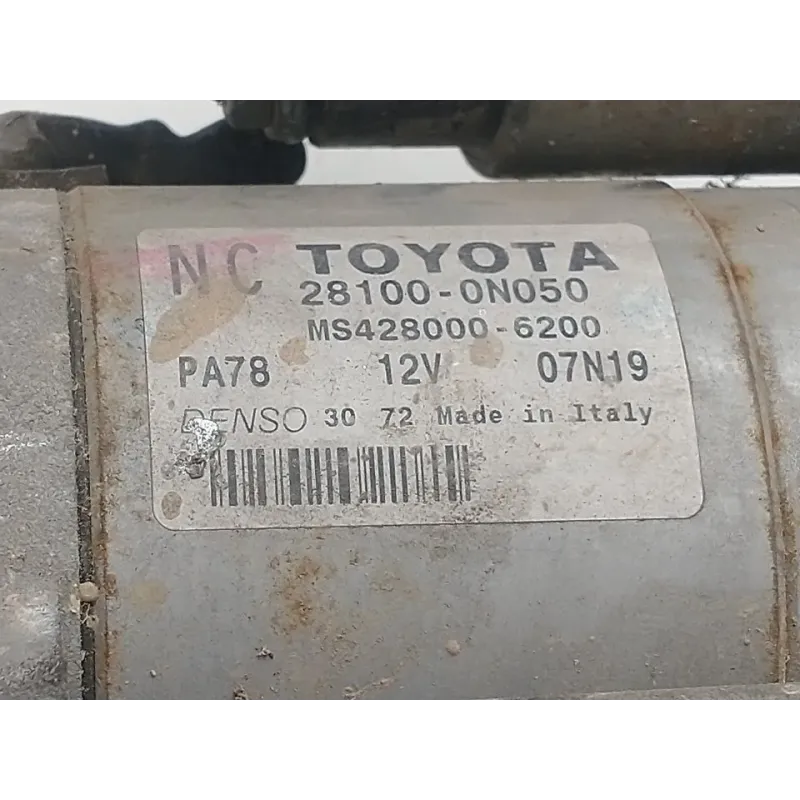 NC TOYOTA
28100-0N050
MS428000-6200
PA78 12V 07N19
DENSO 30 72 Made in Italy